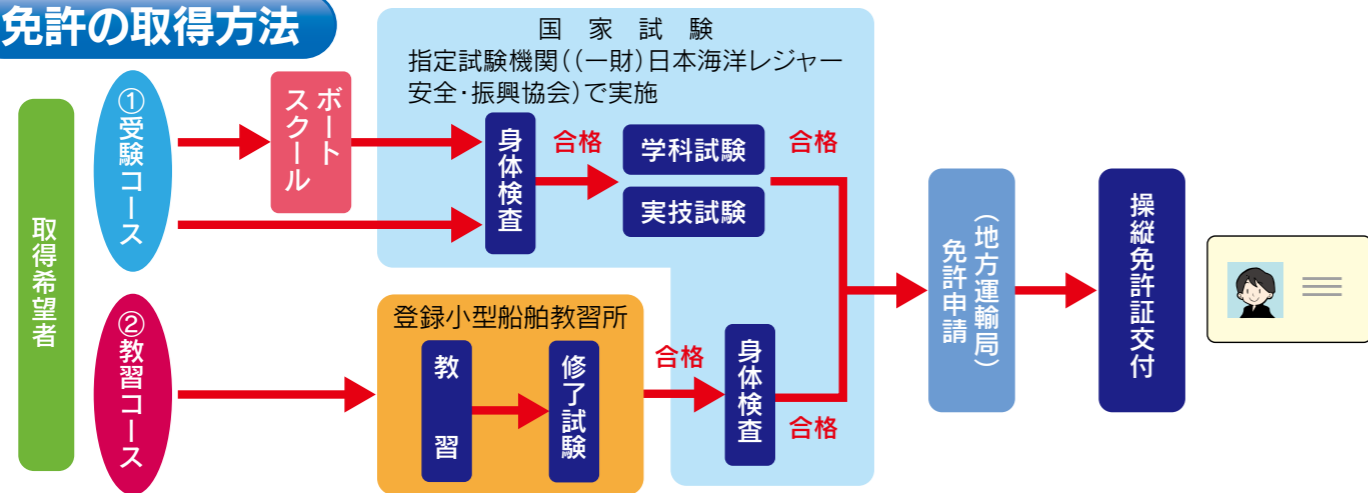 免許の取得方法
国家試験
指定試験機関((一財)日本海洋レジャー
安全・振興協会)で実施
取得希望者
①受験コース
ボート
スクール
身体検査
合格
学科試験
実技試験
合格
②教習コース
登録小型船舶教習所
教習
修了試験
合格
身体検査
合格
(地方運輸局)
免許申請
操縦免許証交付